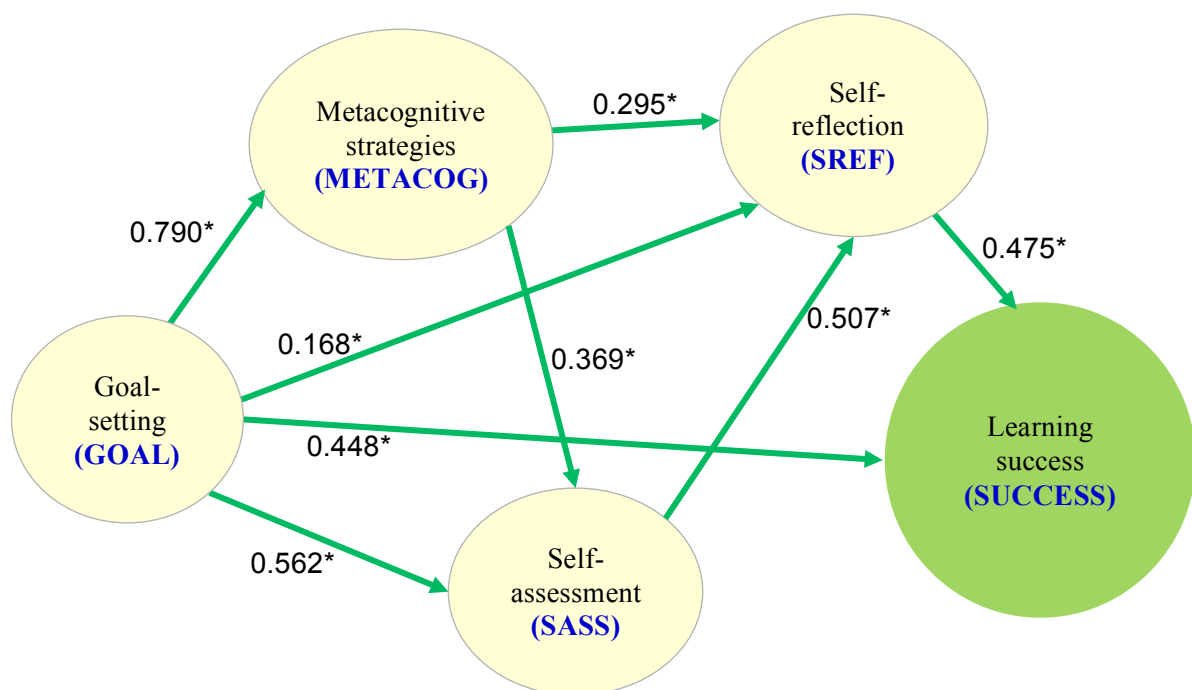 Metacognitive
strategies
(METACOG)
0.295*
Self-
reflection
(SREF)
0.790*
0.475*
0.168*
0.369*
0.507*
Goal-
setting
(GOAL)
0.448*
Learning
success
(SUCCESS)
0.562*
Self-
assessment
(SASS)